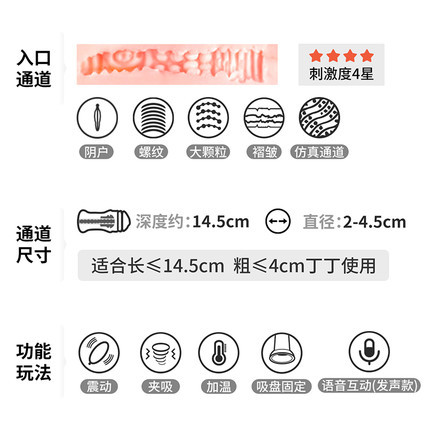 入口
通道
刺激度4星
阴户
螺纹
大颗粒
褶皱
仿真通道
通道
尺寸
深度约：14.5cm
直径：2-4.5cm
适合长≤14.5cm 粗≤4cm丁丁使用
功能
玩法
震动
夹吸
加温
吸盘固定
语音互动(发声款)